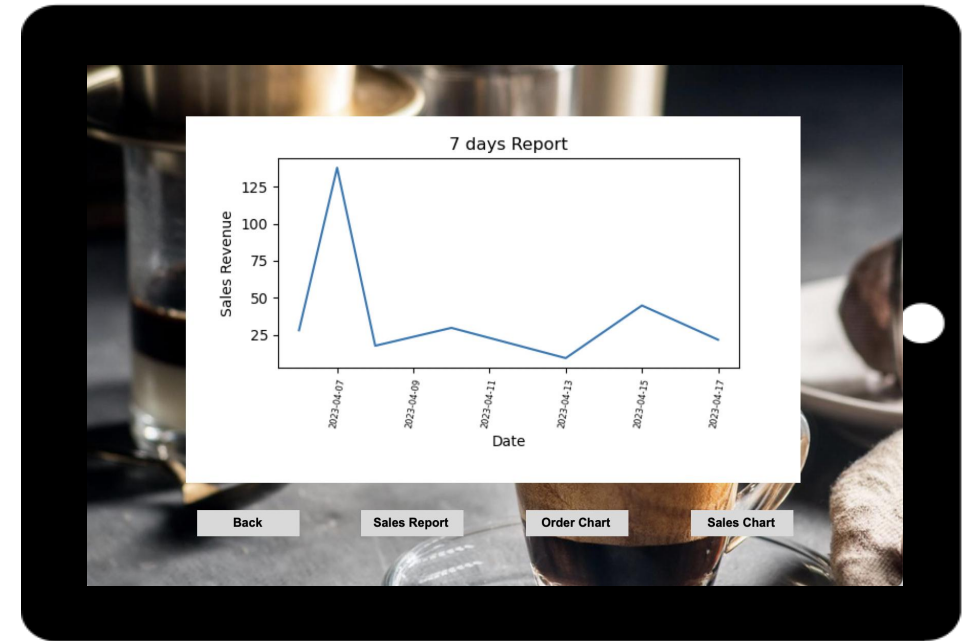 7 days Report
125
100
75
50
25
Sales Revenue
2023-04-07
2023-04-09
2023-04-11
2023-04-13
2023-04-15
2023-04-17
Date
Back
Sales Report
Order Chart
Sales Chart